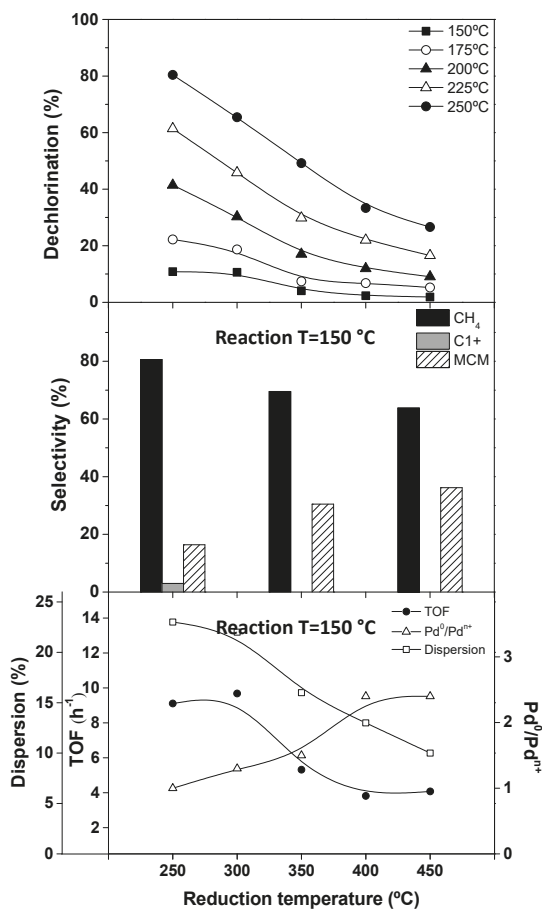 100
80
60
40
20
0
Dechlorination (%)
150ºC
175ºC
200ºC
225ºC
250ºC
Reaction T=150 °C
CH4
C1+
MCM
80
60
40
20
0
Selectivity (%)
Reaction T=150 °C
TOF
Pd0/Pdn+
Dispersion
25
20
15
10
5
0
Dispersion (%)
14
12
10
8
6
4
2
TOF (h-1)
3
2
1
0
Pd0/Pdn+
250 300 350 400 450
Reduction temperature (ºC)